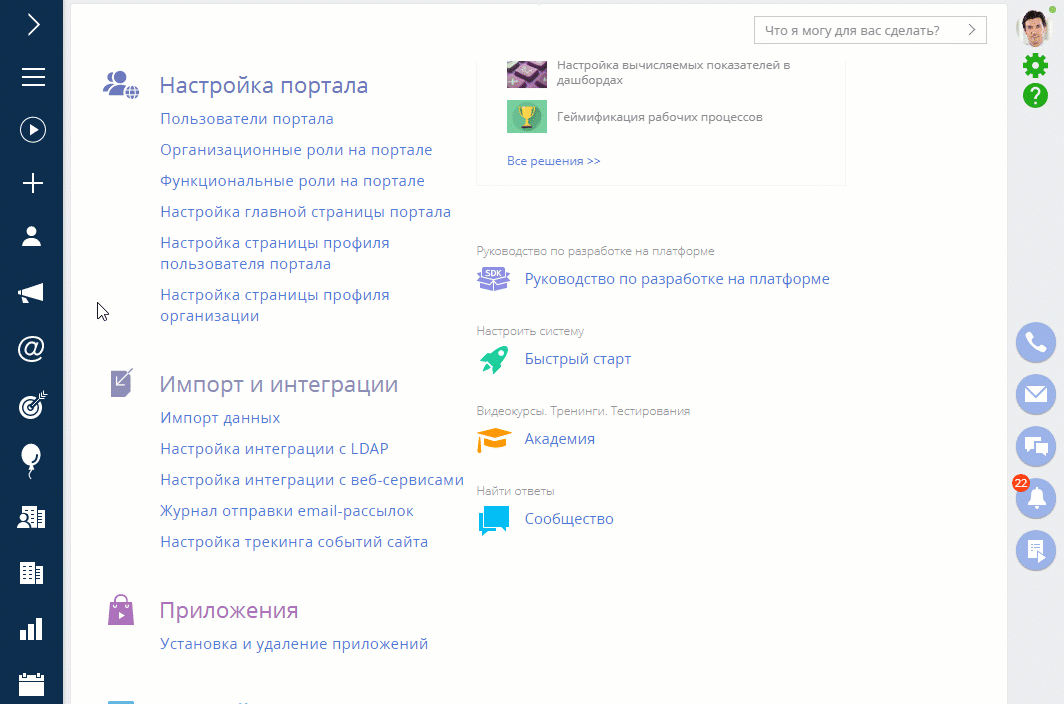 Что я могу для вас сделать?
Настройка портала
Пользователи портала
Организационные роли на портале
Функциональные роли на портале
Настройка главной страницы портала
Настройка страницы профиля
пользователя портала
Настройка страницы профиля
организации
Импорт и интеграции
Импорт данных
Настройка интеграции с LDAP
Настройка интеграции с веб-сервисами
Журнал отправки email-рассылок
Настройка трекинга событий сайта
Приложения
Установка и удаление приложений
Настройка вычисляемых показателей в
дашбордах
Геймификация рабочих процессов
Все решения >>
Руководство по разработке на платформе
SDK
Руководство по разработке на платформе
Настроить систему
Быстрый старт
Видеокурсы. Тренинги. Тестирования
Академия
Найти ответы
Сообщество
22